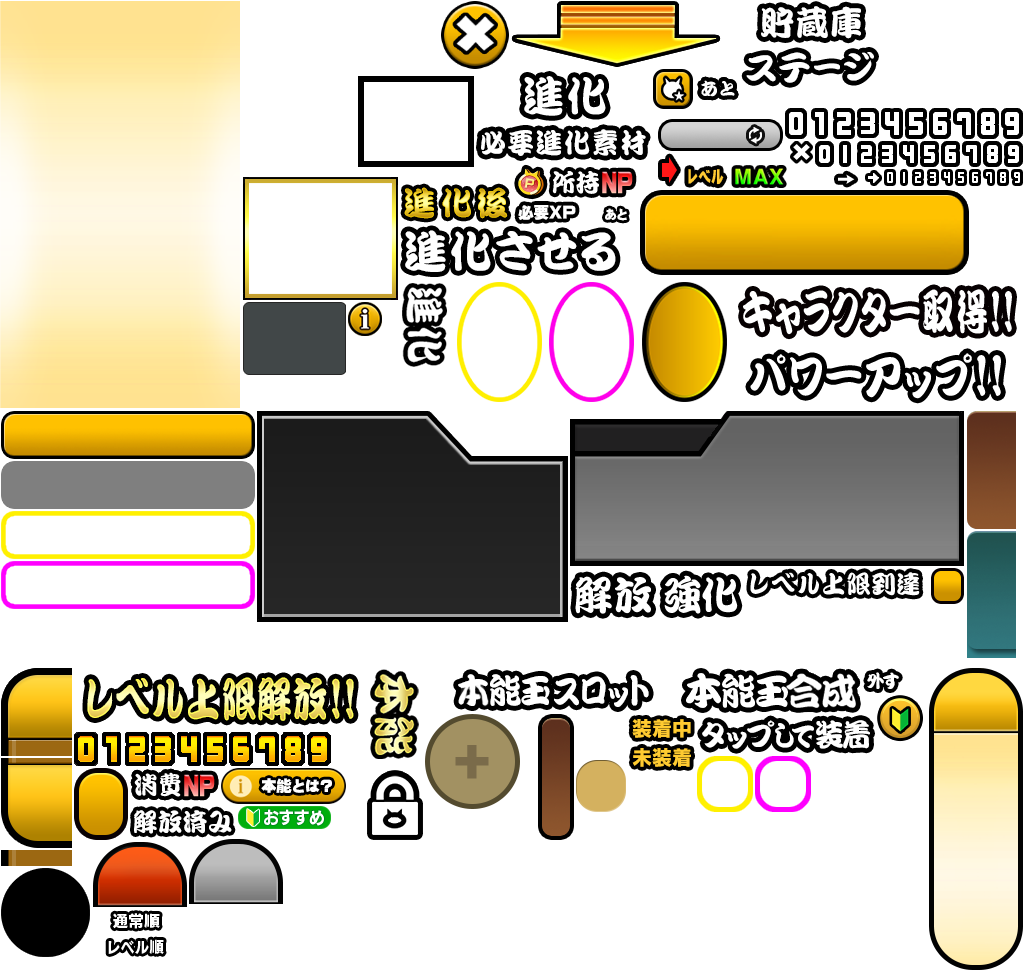 貯蔵庫
ステージ
進化
あと
必要進化素材
0123456789
×0123456789
レベル MAX
→ →0123456789
P 所持NP
進化後
必要XP あと
進化させる
i
進化
キャラクター取得!!
パワーアップ!!
解放 強化
レベル上限到達
レベル上限解放!!
0123456789
本能
本能玉スロット
本能玉合成
外す
装着中
未装着
タップして装着
消費NP
i 本能とは?
解放済み
おすすめ
通常順
レベル順